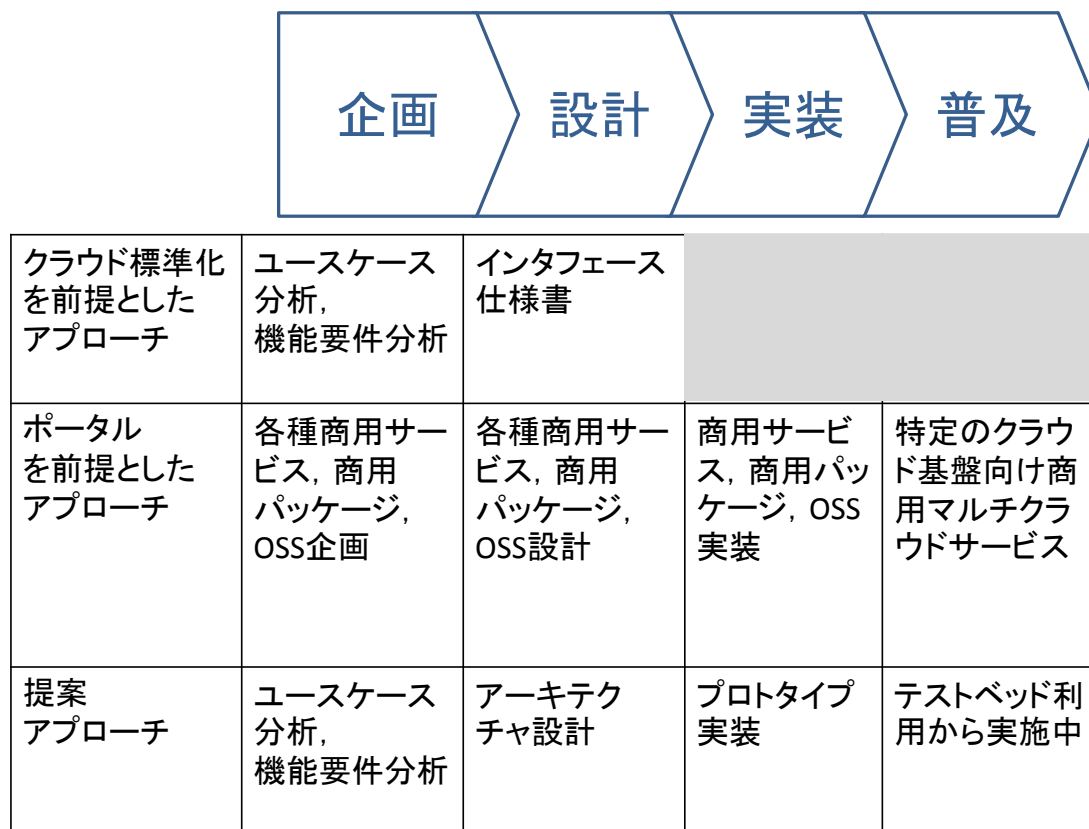 企画
設計
実装
普及
クラウド標準化
を前提とした
アプローチ
ユースケース
分析,
機能要件分析
インタフェース
仕様書
ポータル
を前提とした
アプローチ
各種商用サー
ビス, 商用
パッケージ,
OSS企画
各種商用サー
ビス, 商用
パッケージ,
OSS設計
商用サービ
ス, 商用パッ
ケージ, OSS
実装
特定のクラウ
ド基盤向け商
用マルチクラ
ウドサービス
提案
アプローチ
ユースケース
分析,
機能要件分析
アーキテク
チャ設計
プロトタイプ
実装
テストベッド利
用から実施中